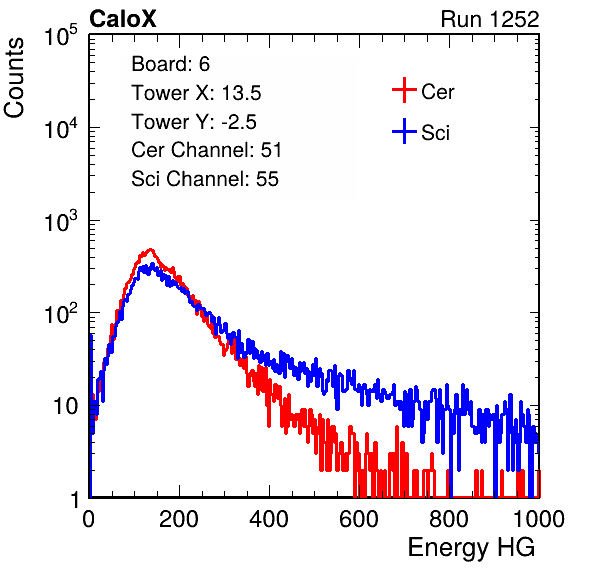 CaloX Run 1252
Counts
Board: 6
Tower X: 13.5
Tower Y: -2.5
Cer Channel: 51
Sci Channel: 55
Cer
Sci
10^5
10^4
10^3
10^2
10
1
0 200 400 600 800 1000
Energy HG